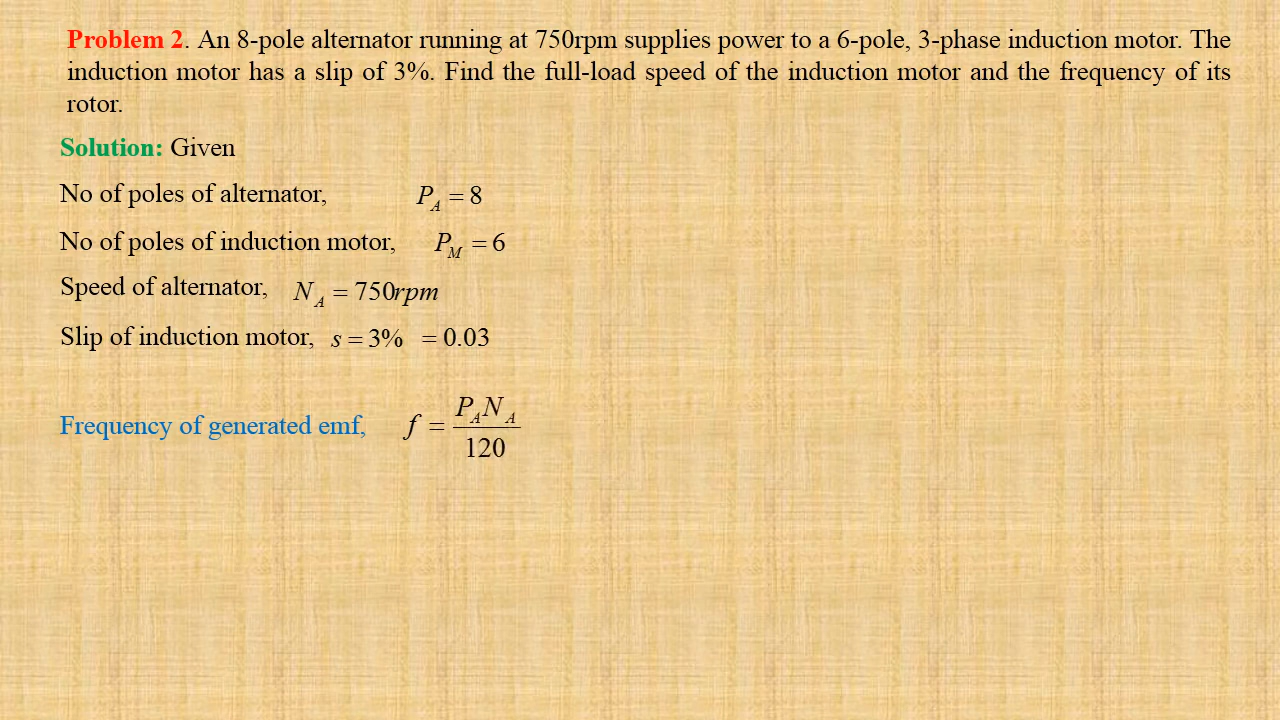 Problem 2. An 8-pole alternator running at 750rpm supplies power to a 6-pole, 3-phase induction motor. The
induction motor has a slip of 3%. Find the full-load speed of the induction motor and the frequency of its
rotor.
Solution: Given
No of poles of alternator, P_A = 8
No of poles of induction motor, P_M = 6
Speed of alternator, N_A = 750rpm
Slip of induction motor, s = 3% = 0.03
Frequency of generated emf, f = P_A N_A / 120